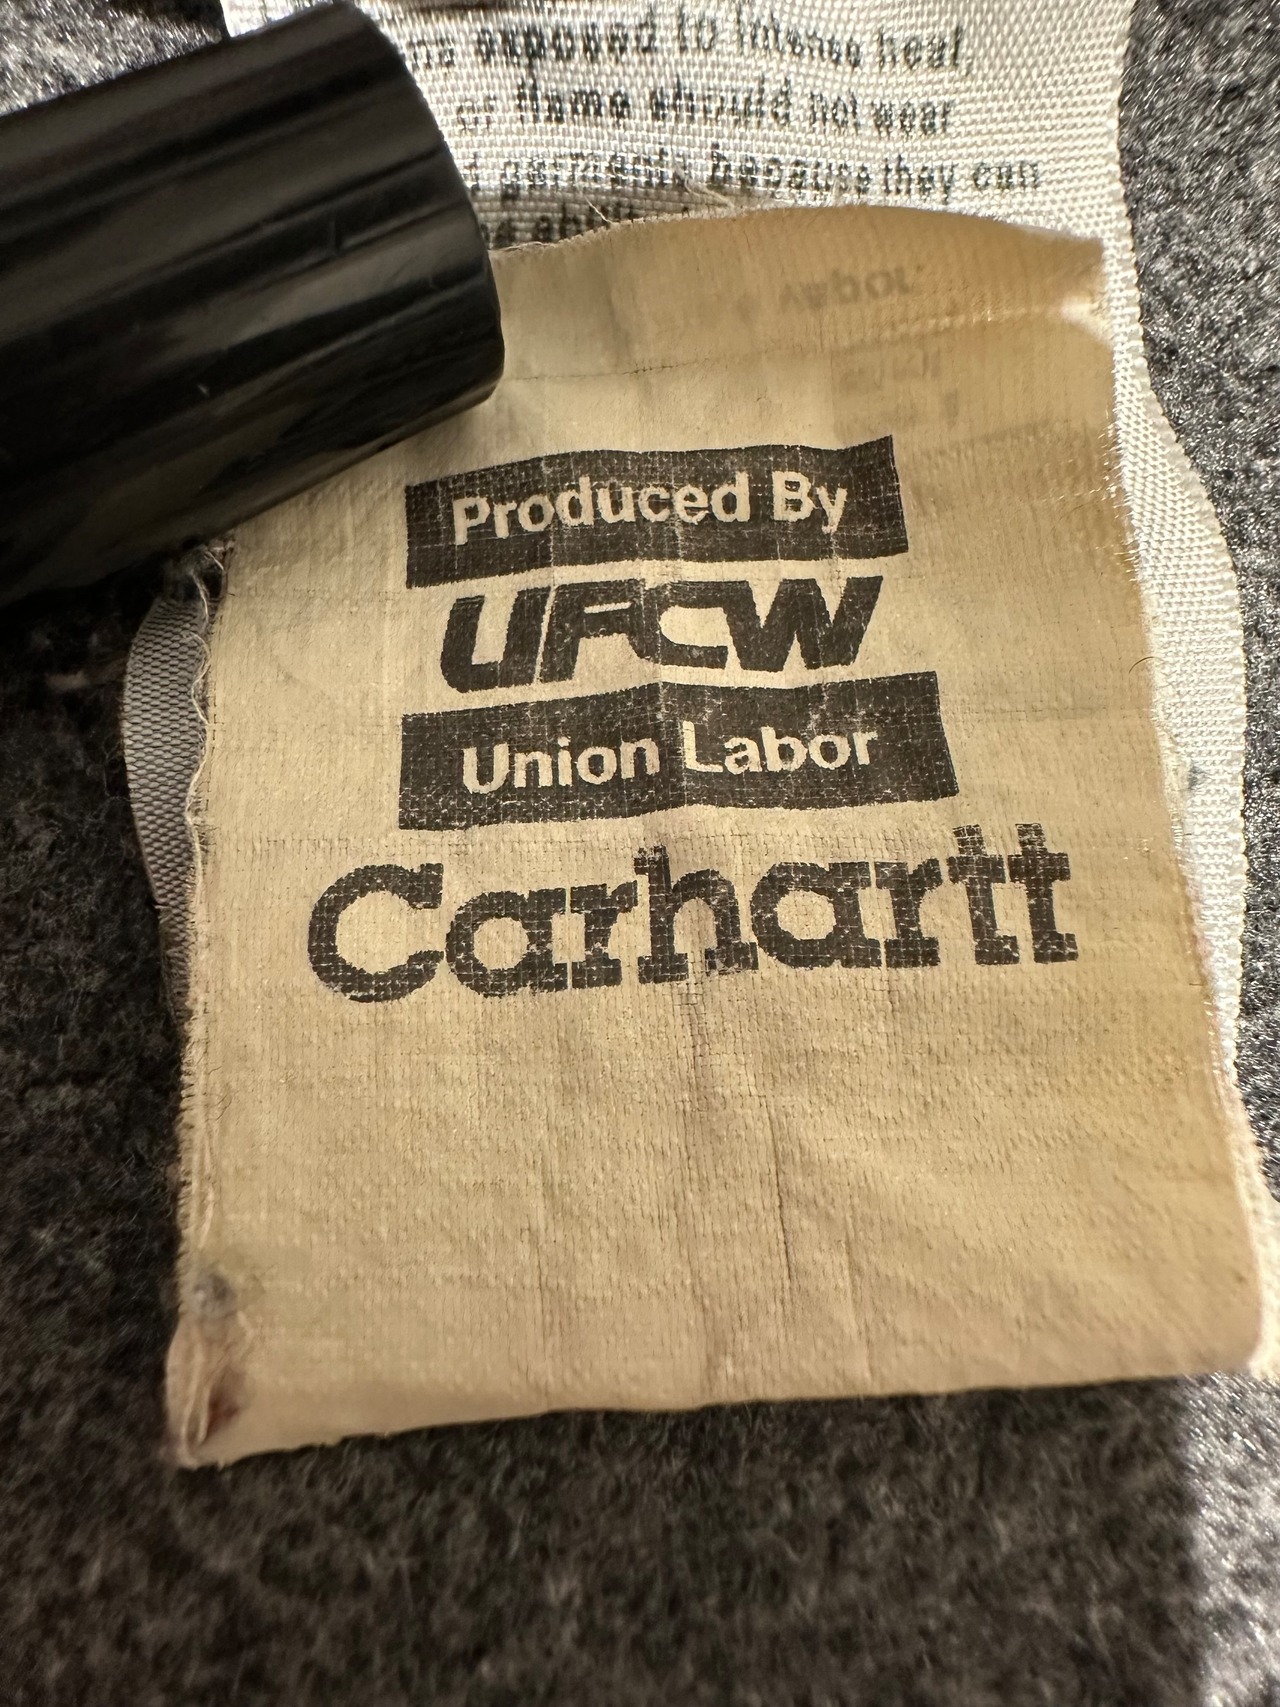 exposed to intense heat,
or flame should not wear
garments because they can
Produced By
UFCW
Union Labor
Carhartt